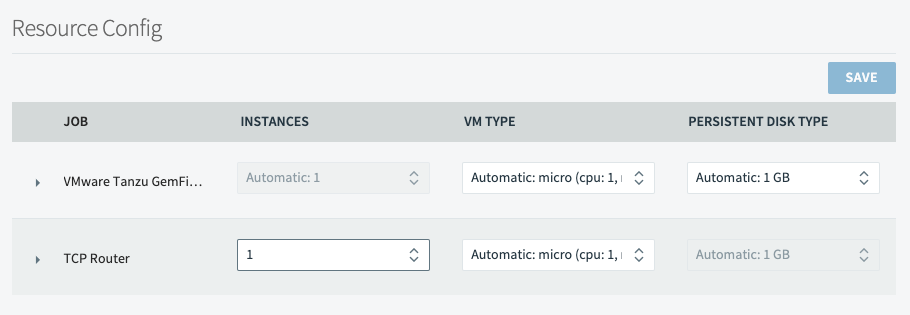 Resource Config
SAVE
JOB INSTANCES VM TYPE PERSISTENT DISK TYPE
VMware Tanzu GemFi... Automatic: 1 Automatic: micro (cpu: 1, Automatic: 1 GB
TCP Router 1 Automatic: micro (cpu: 1, Automatic: 1 GB